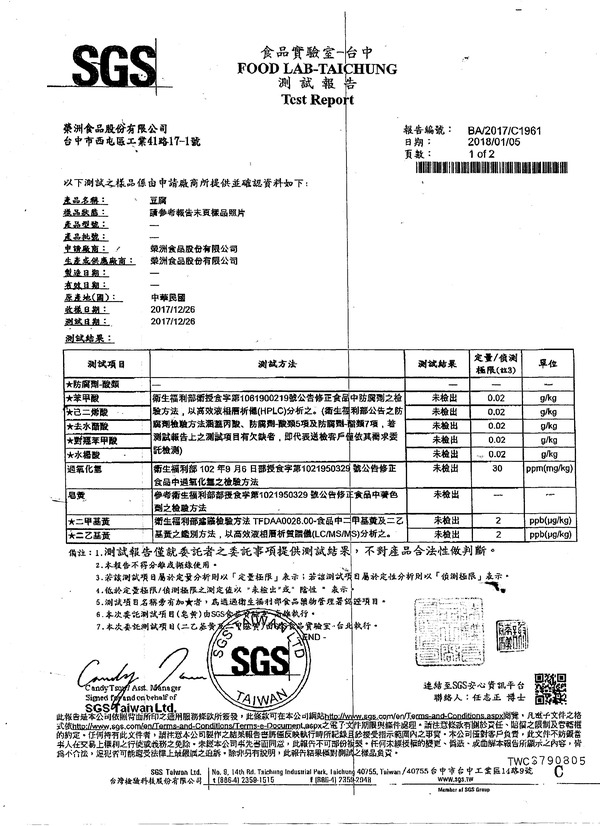 SGS
食品實驗室-台中
FOOD LAB-TAICHUNG
測試報告
Test Report
榮洲食品股份有限公司
台中市西屯區工業41路17-1號
報告編號: BA/2017/C1961
日期: 2018/01/05
頁數: 1 of 2
以下測試之樣品係由申請廠商所提供並確認資料如下:
產品名稱: 豆腐
樣品狀態: 請參考報告末頁樣品照片
產品型號: —
產品批號: —
申請廠商: 榮洲食品股份有限公司
生產或供應廠商: 榮洲食品股份有限公司
製造日期: —
有效日期: —
原產地(國): 中華民國
收樣日期: 2017/12/26
測試日期: 2017/12/26
測試結果:
測試項目 測試方法 測試結果 定量/偵測極限(註3) 單位
★防腐劑-酸類 — — — —
★苯甲酸 衛生福利部衛授食字第1061900219號公告修正食品中防腐劑之檢 未檢出 0.02 g/kg
★己二烯酸 驗方法，以高效液相層析儀(HPLC)分析之。(衛生福利部公告之防 未檢出 0.02 g/kg
★去水醋酸 腐劑檢驗方法涵蓋丙酸、防腐劑-酸類5項及防腐劑-酯類7項，若 未檢出 0.02 g/kg
★對羥苯甲酸 測試報告上之測試項目有欠缺者，即代表送檢客戶僅依其需求委 未檢出 0.02 g/kg
★水楊酸 託檢測) 未檢出 0.02 g/kg
過氧化氫 衛生福利部 102 年9月6日部授食字第1021950329 號公告修正 未檢出 30 ppm(mg/kg)
食品中過氧化氫之檢驗方法
皂黃 參考衛生福利部部授食字第1021950329 號公告食品中著色 未檢出 — —
劑之檢驗方法
★二甲基黃 衛生福利部建議檢驗方法 TFDAA0028.00-食品中二甲基黃及二乙 未檢出 2 ppb(μg/kg)
★二乙基黃 基黃之鑑別方法，以高效液相層析質譜儀(LC/MS/MS)分析之。 未檢出 2 ppb(μg/kg)
備註:1.測試報告僅就委託者之委託事項提供測試結果，不對產品合法性做判斷。
2.本報告不得分離或擷錄使用。
3.若該測試項目屬於定量分析則以「定量極限」表示;若該測試項目屬於定性分析則以「偵測極限」表示。
4.低於定量極限/偵測極限之測定值以 "未檢出"或" 陰性 " 表示。
5.測試項目名稱旁有加★者，為通過衛生福利部食品藥物管理署認證項目。
6.本次委託測試項目(皂黃)由SGS食品實驗室-高雄執行。
7.本次委託測試項目(二乙基黃及二甲基黃)由SGS食品實驗室-台北執行。
- END -
SGS TAIWAN LTD
SGS
TAIWAN
Candy Tsou/ Asst. Manager
Signed for and on behalf of
SGS Taiwan Ltd.
連結至SGS安心資訊平台
聯絡人:任志正 博士
此報告是本公司依照背面所印之通用服務條款所簽發，此條款可在本公司網站http://www.sgs.com/en/Terms-and-Conditions.aspx閱覽，凡電子文件之格
式依http://www.sgs.com/en/Terms-and-Conditions/Terms-e-Document.aspx之電子文件期限與條件處理。請注意條款有關於責任、賠償之限制及管轄權
的約定。任何持有此文件者，請注意本公司製作之結果報告書將僅反映執行時所紀錄且於接受指示範圍內之事實。本公司僅對客戶負責，此文件不妨礙當
事人在交易上權利之行使或義務之免除。未經本公司事先書面同意，此報告不可部份複製。任何未經授權的變更、偽造、或曲解本報告所顯示之內容，皆
為不合法，違犯者可能遭受法律上最嚴厲之追訴。除非另有說明，此報告結果僅對測試之樣品負責。
TWC3790805
C
SGS Taiwan Ltd. No. 9, 14th Rd. Taichung Industrial Park, Taichung 40755, Taiwan /40755 台中市台中工業區14路9號
台灣檢驗科技股份有限公司 t (886-4) 2359-1515 f (886-4) 2359-2948 www.sgs.tw
Member of SGS Group